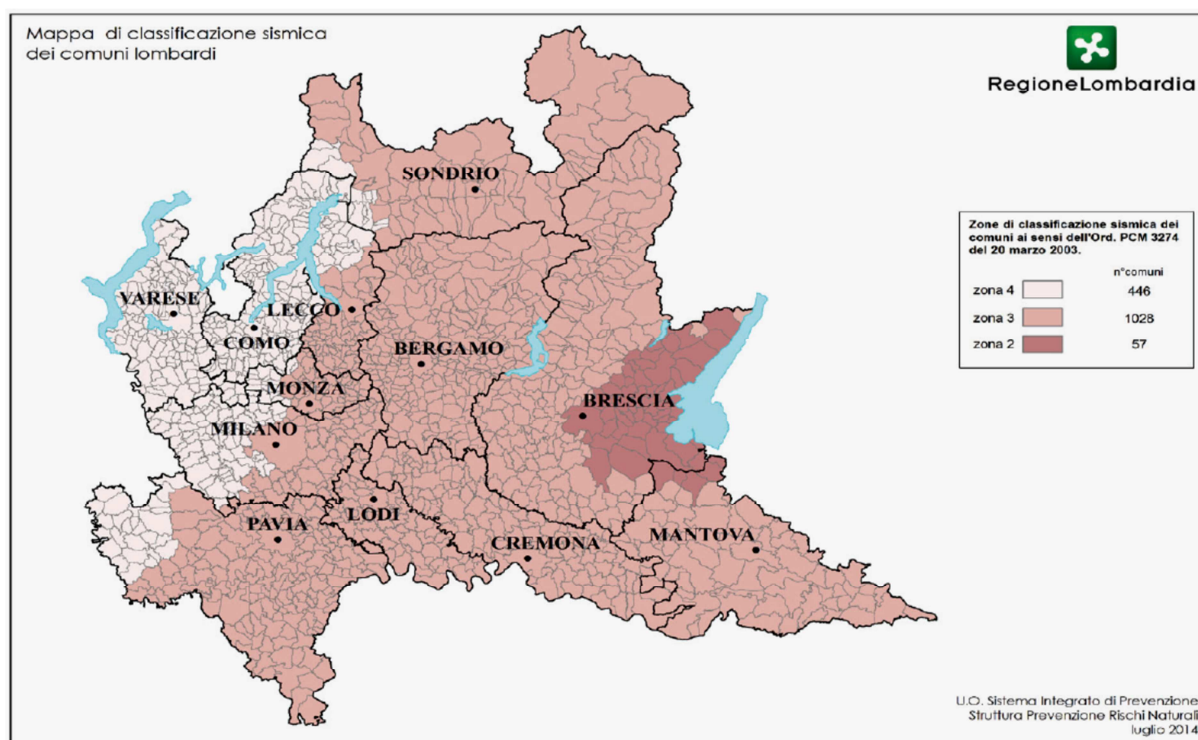 Mappa di classificazione sismica
dei comuni lombardi
RegioneLombardia
SONDRIO
VARESE
LECCO
COMO
BERGAMO
MONZA
BRESCIA
MILANO
PAVIA
LODI
CREMONA
MANTOVA
Zone di classificazione sismica dei
comuni ai sensi dell'Ord. PCM 3274
del 20 marzo 2003.
n°comuni
zona 4 446
zona 3 1028
zona 2 57
U.O. Sistema Integrato di Prevenzione
Struttura Prevenzione Rischi Naturali
luglio 2014